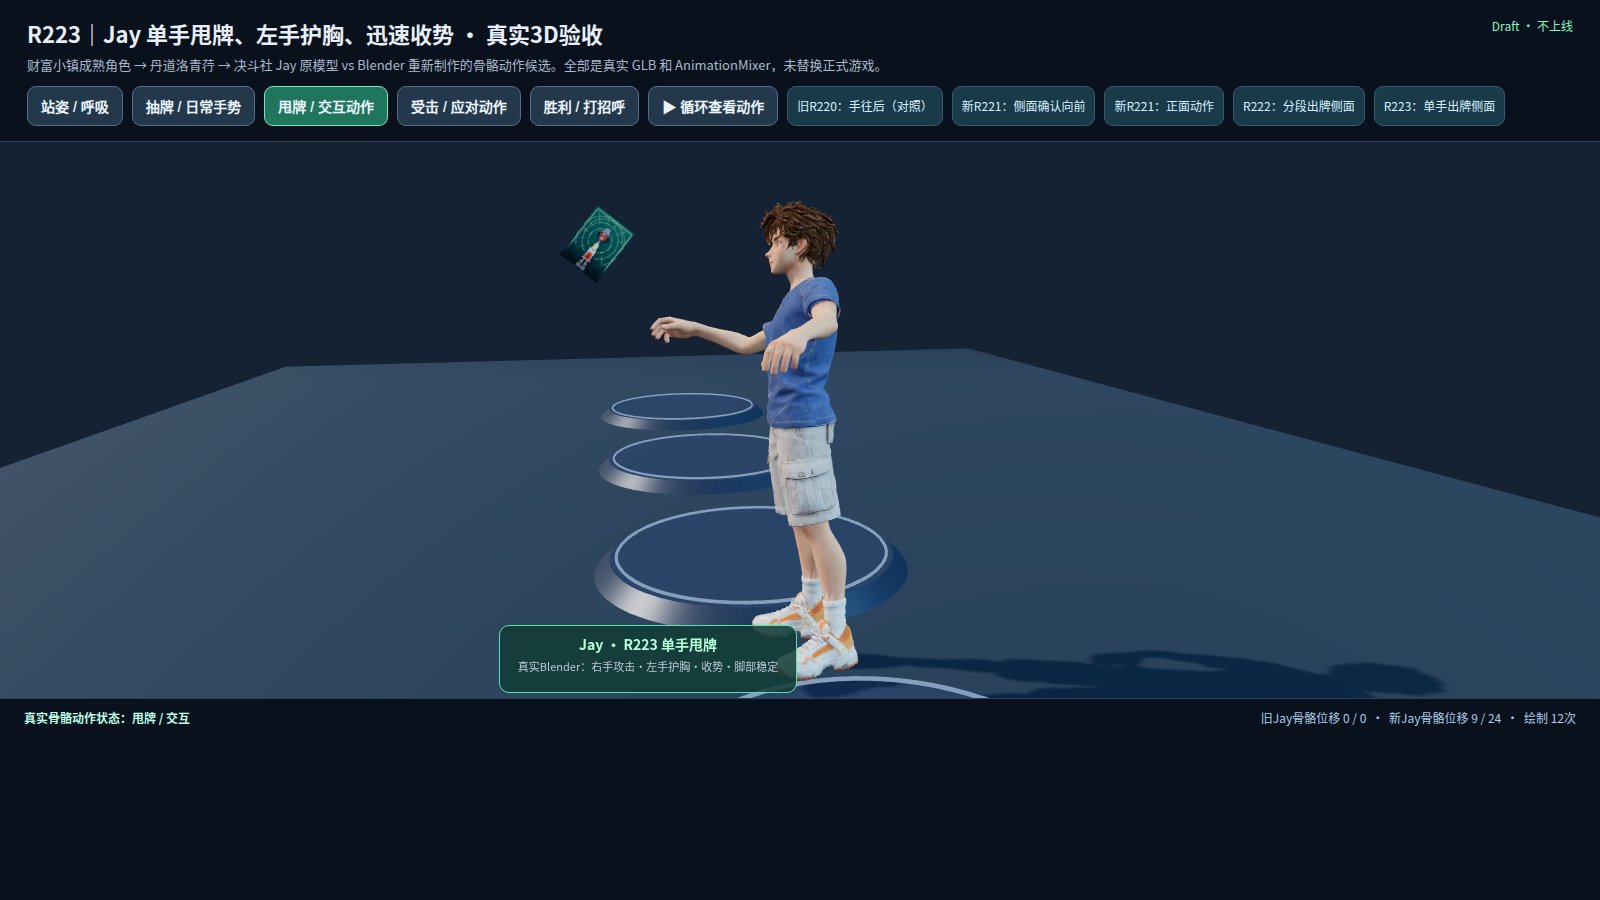 R223｜Jay 单手甩牌、左手护胸、迅速收势 · 真实3D验收
Draft · 不上线
财富小镇成熟角色 → 丹道洛青荇 → 决斗社 Jay 原模型 vs Blender 重新制作的骨骼动作候选。全部是真实 GLB 和 AnimationMixer，未替换正式游戏。
站姿 / 呼吸
抽牌 / 日常手势
甩牌 / 交互动作
受击 / 应对动作
胜利 / 打招呼
▶ 循环查看动作
旧R220：手往后（对照）
新R221：侧面确认向前
新R221：正面动作
R222：分段出牌侧面
R223：单手出牌侧面
Jay · R223 单手甩牌
真实Blender：右手攻击·左手护胸·收势·脚部稳定
真实骨骼动作状态：甩牌 / 交互
旧Jay骨骼位移 0 / 0 · 新Jay骨骼位移 9 / 24 · 绘制 12次